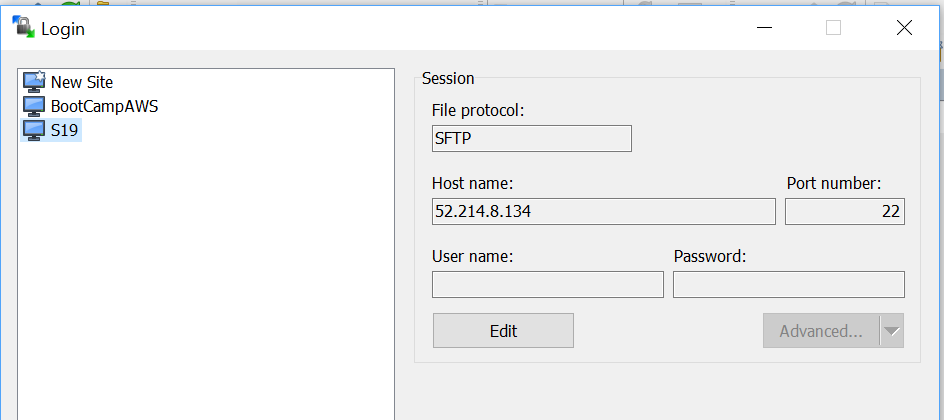 Login
New Site
BootCampAWS
S19
Session
File protocol:
SFTP
Host name: Port number:
52.214.8.134 22
User name: Password:
Edit Advanced...